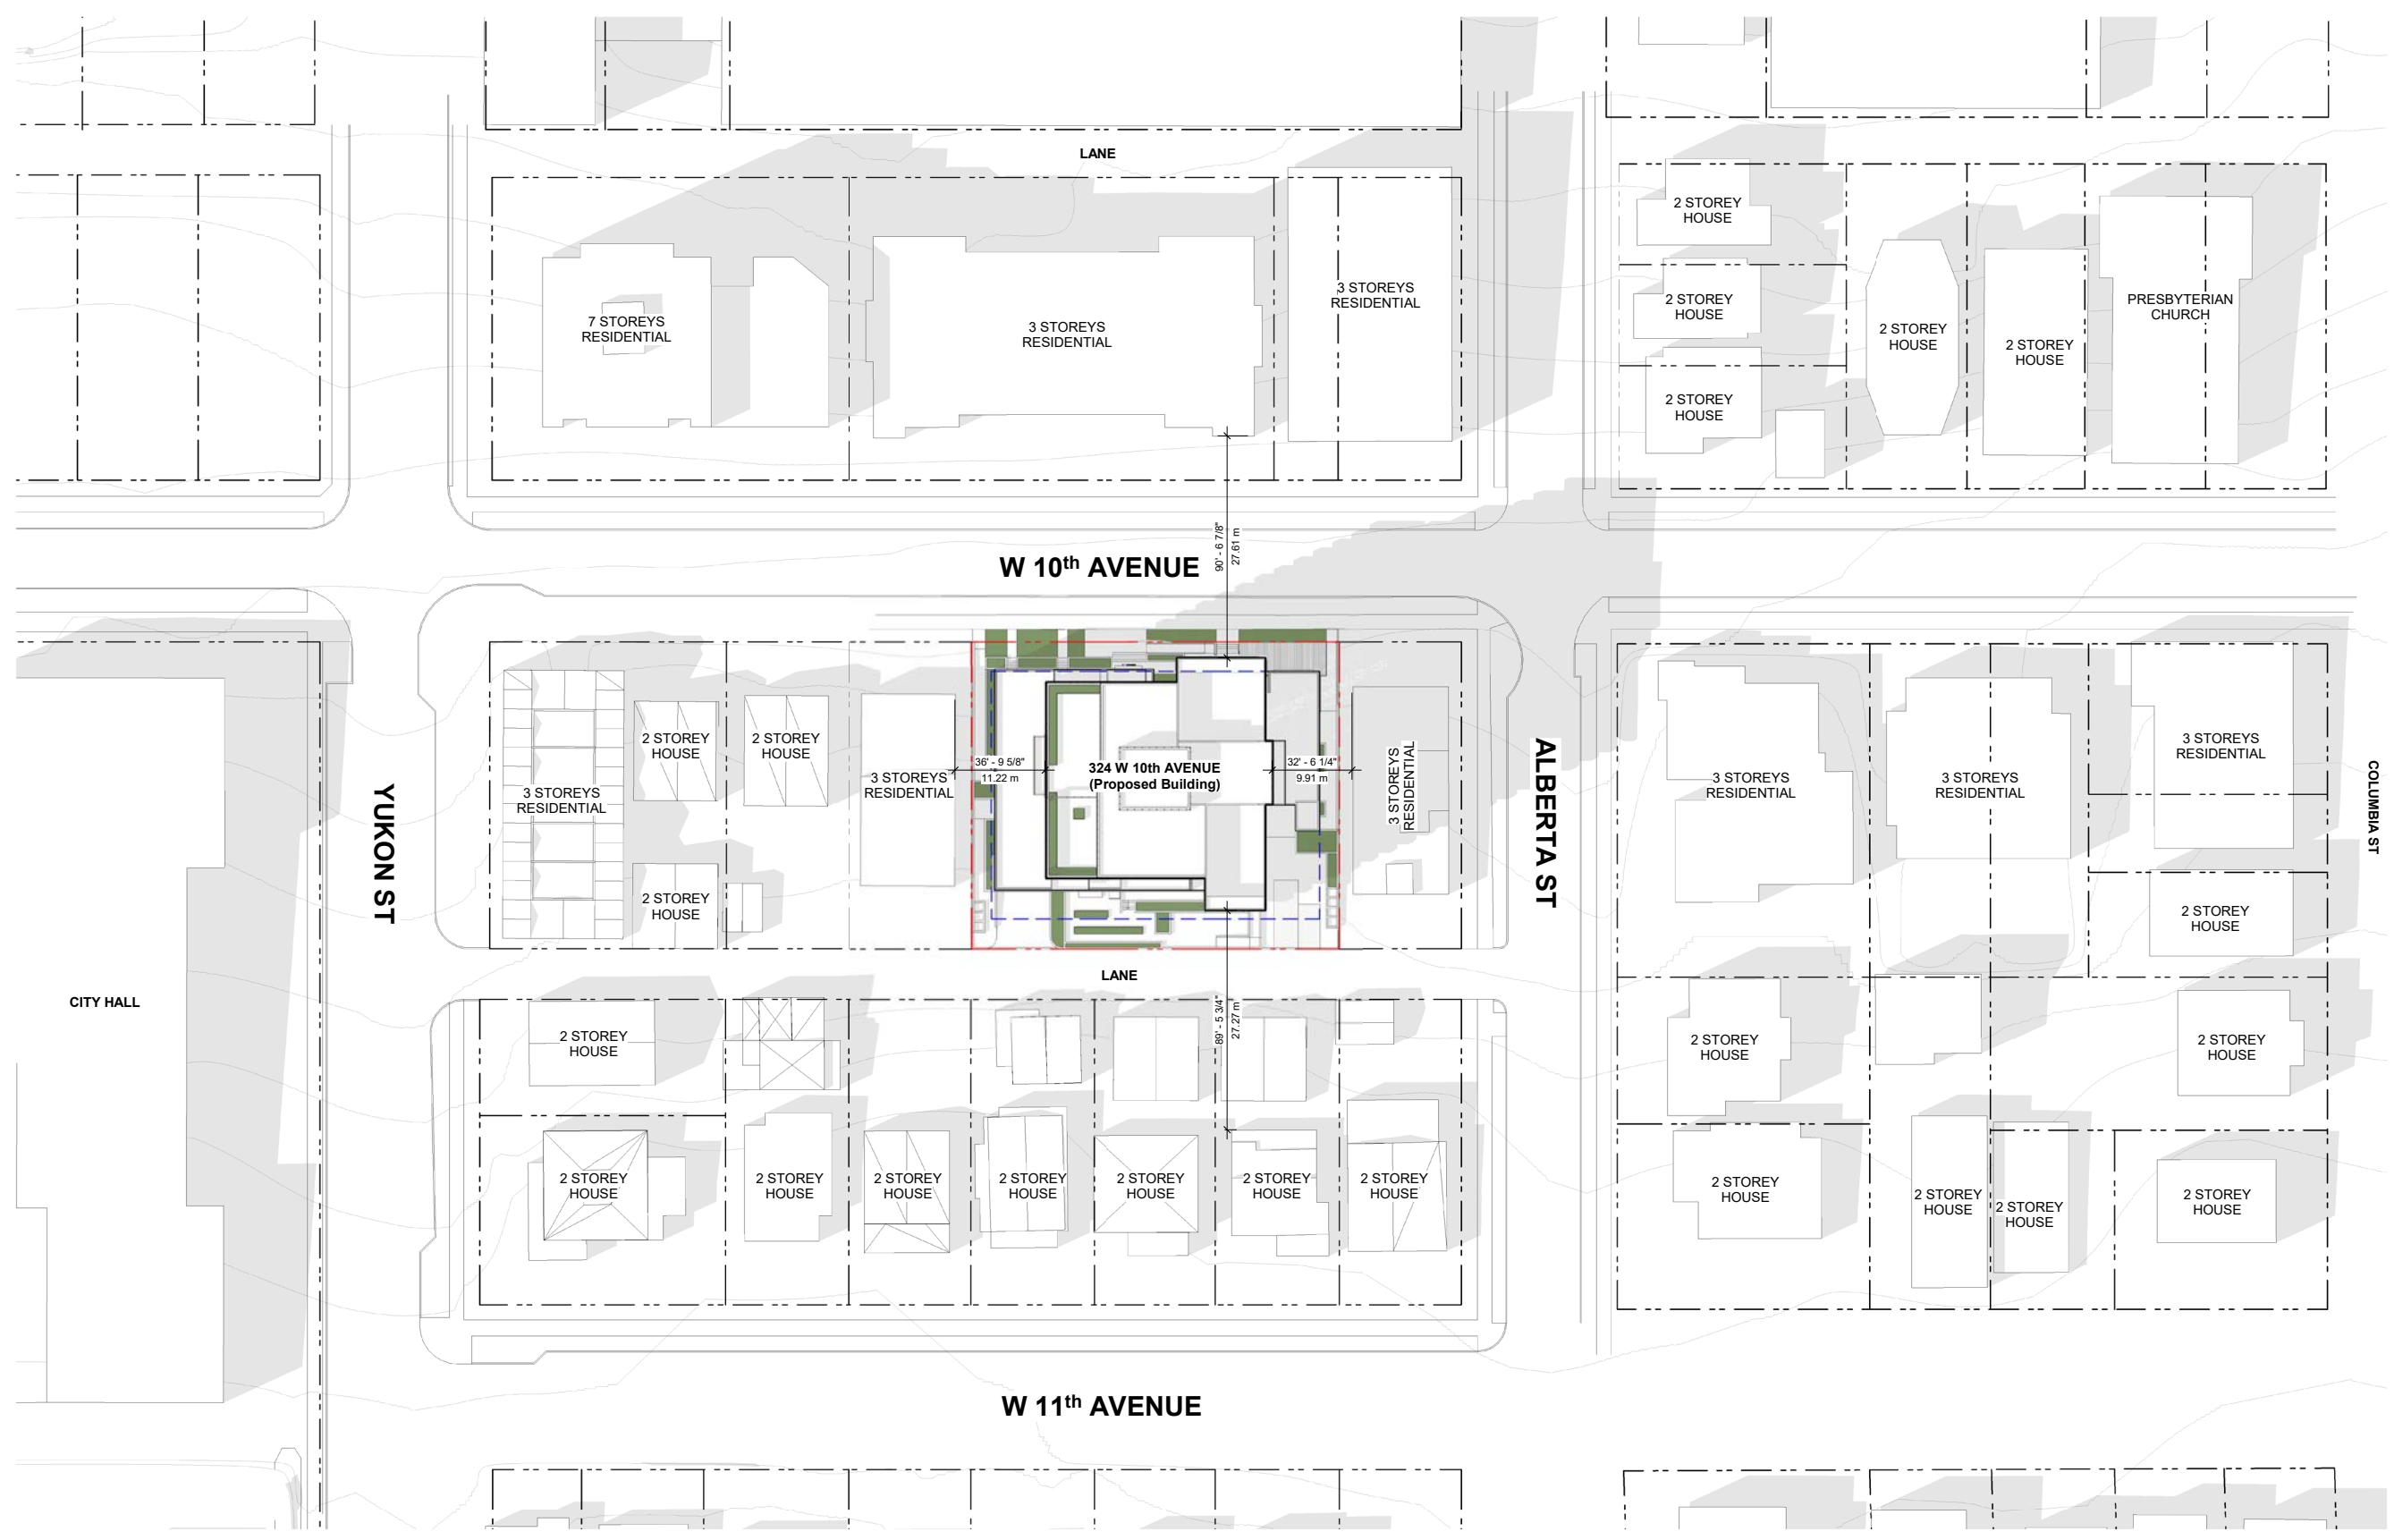 LANE
2 STOREY
HOUSE
7 STOREYS
RESIDENTIAL
3 STOREYS
RESIDENTIAL
3 STOREYS
RESIDENTIAL
2 STOREY
HOUSE
2 STOREY
HOUSE
2 STOREY
HOUSE
2 STOREY
HOUSE
PRESBYTERIAN
CHURCH
90' - 6 7/8"
27.61 m
W 10th AVENUE
YUKON ST
3 STOREYS
RESIDENTIAL
2 STOREY
HOUSE
2 STOREY
HOUSE
2 STOREY
HOUSE
3 STOREYS
RESIDENTIAL
36' - 9 5/8"
11.22 m
324 W 10th AVENUE
(Proposed Building)
32' - 6 1/4"
9.91 m
3 STOREYS
RESIDENTIAL
ALBERTA ST
3 STOREYS
RESIDENTIAL
3 STOREYS
RESIDENTIAL
3 STOREYS
RESIDENTIAL
COLUMBIA ST
2 STOREY
HOUSE
LANE
CITY HALL
89' - 5 3/4"
27.27 m
2 STOREY
HOUSE
2 STOREY
HOUSE
2 STOREY
HOUSE
2 STOREY
HOUSE
2 STOREY
HOUSE
2 STOREY
HOUSE
2 STOREY
HOUSE
2 STOREY
HOUSE
2 STOREY
HOUSE
2 STOREY
HOUSE
2 STOREY
HOUSE
2 STOREY
HOUSE
2 STOREY
HOUSE
2 STOREY
HOUSE
2 STOREY
HOUSE
W 11th AVENUE